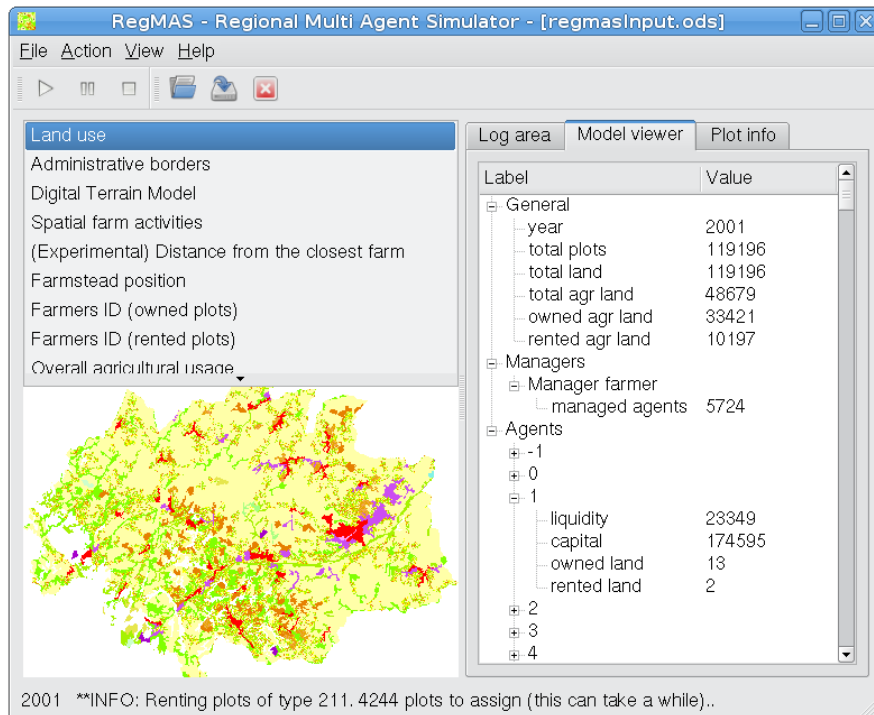 RegMAS - Regional Multi Agent Simulator - [regmasInput.ods]
File Action View Help
Land use
Administrative borders
Digital Terrain Model
Spatial farm activities
(Experimental) Distance from the closest farm
Farmstead position
Farmers ID (owned plots)
Farmers ID (rented plots)
Overall agricultural usage
Log area Model viewer Plot info
Label Value
General
year 2001
total plots 119196
total land 119196
total agr land 48679
owned agr land 33421
rented agr land 10197
Managers
Manager farmer
managed agents 5724
Agents
-1
0
1
liquidity 23349
capital 174595
owned land 13
rented land 2
2
3
4
2001 **INFO: Renting plots of type 211. 4244 plots to assign (this can take a while)..